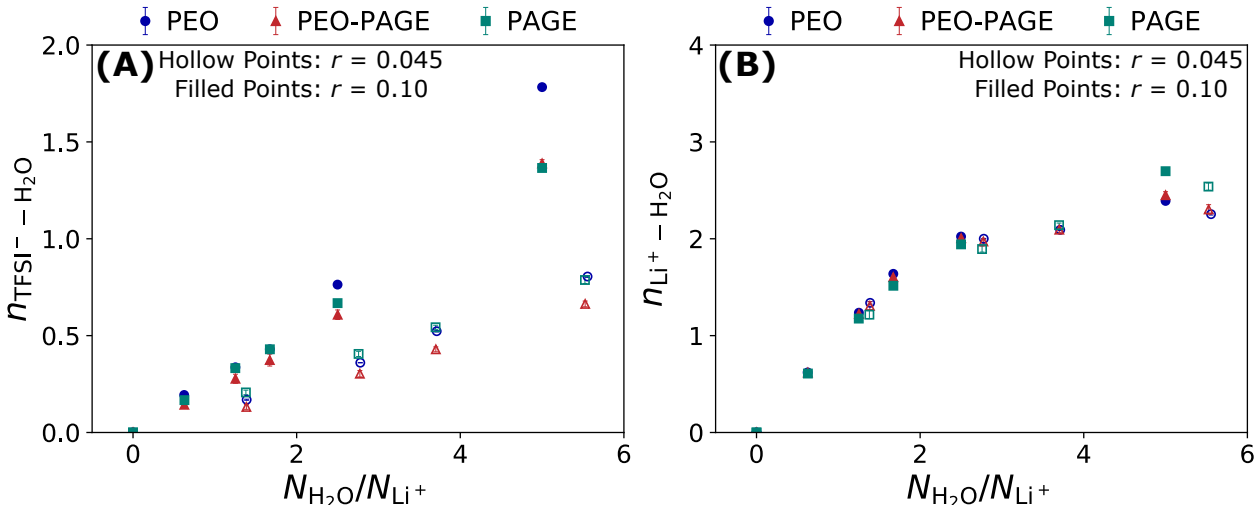 PEO PEO-PAGE PAGE
(A) Hollow Points: r = 0.045
Filled Points: r = 0.10
2.0
1.5
1.0
0.5
0.0
n_TFSI⁻ − H₂O
0 2 4 6
N_H₂O/N_Li⁺
PEO PEO-PAGE PAGE
(B) Hollow Points: r = 0.045
Filled Points: r = 0.10
4
3
2
1
0
n_Li⁺ − H₂O
0 2 4 6
N_H₂O/N_Li⁺